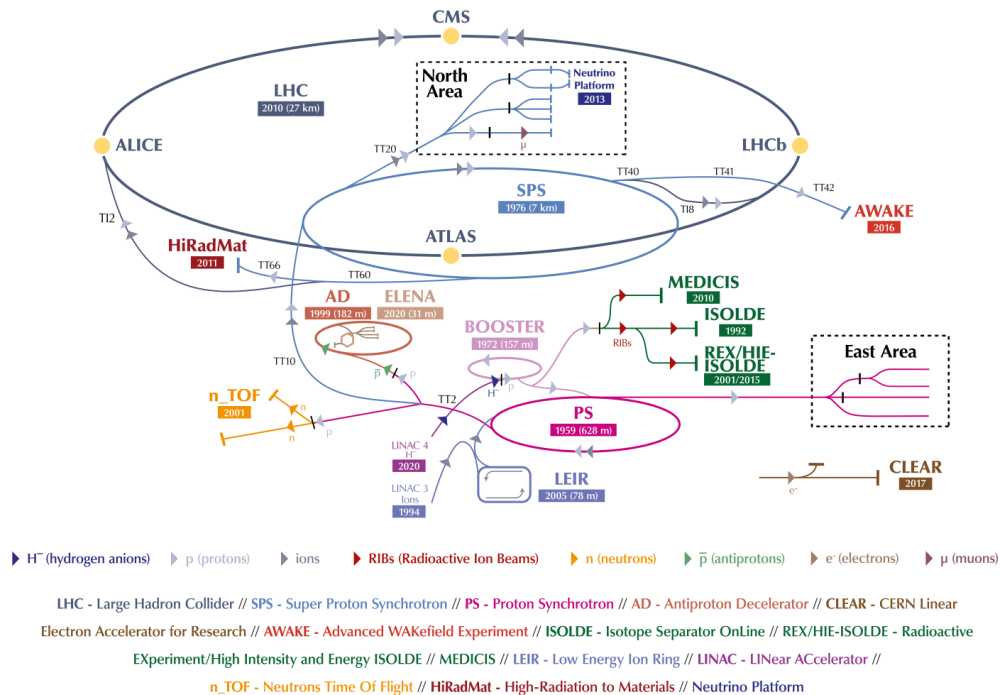 CMS
North
Area
Neutrino
Platform
2013
LHC
2010 (27 km)
μ
ALICE
LHCb
TT20
TT40
TT41
TT42
SPS
1976 (7 km)
TI8
TI2
AWAKE
2016
ATLAS
HiRadMat
2011
TT66
TT60
MEDICIS
2010
AD
1999 (182 m)
ELENA
2020 (31 m)
ISOLDE
1992
BOOSTER
1972 (157 m)
RIBs
REX/HIE-
ISOLDE
2001/2015
East Area
TT10
p̅
p
H⁻
p
n_TOF
2001
TT2
n
n
p
PS
1959 (628 m)
LINAC 4
H⁻
2020
LEIR
2005 (78 m)
LINAC 3
Ions
1994
CLEAR
2017
e⁻
H⁻ (hydrogen anions)
p (protons)
ions
RIBs (Radioactive Ion Beams)
n (neutrons)
p̅ (antiprotons)
e⁻ (electrons)
μ (muons)
LHC - Large Hadron Collider // SPS - Super Proton Synchrotron // PS - Proton Synchrotron // AD - Antiproton Decelerator // CLEAR - CERN Linear
Electron Accelerator for Research // AWAKE - Advanced WAKefield Experiment // ISOLDE - Isotope Separator OnLine // REX/HIE-ISOLDE - Radioactive
EXperiment/High Intensity and Energy ISOLDE // MEDICIS // LEIR - Low Energy Ion Ring // LINAC - LINear ACcelerator //
n_TOF - Neutrons Time Of Flight // HiRadMat - High-Radiation to Materials // Neutrino Platform